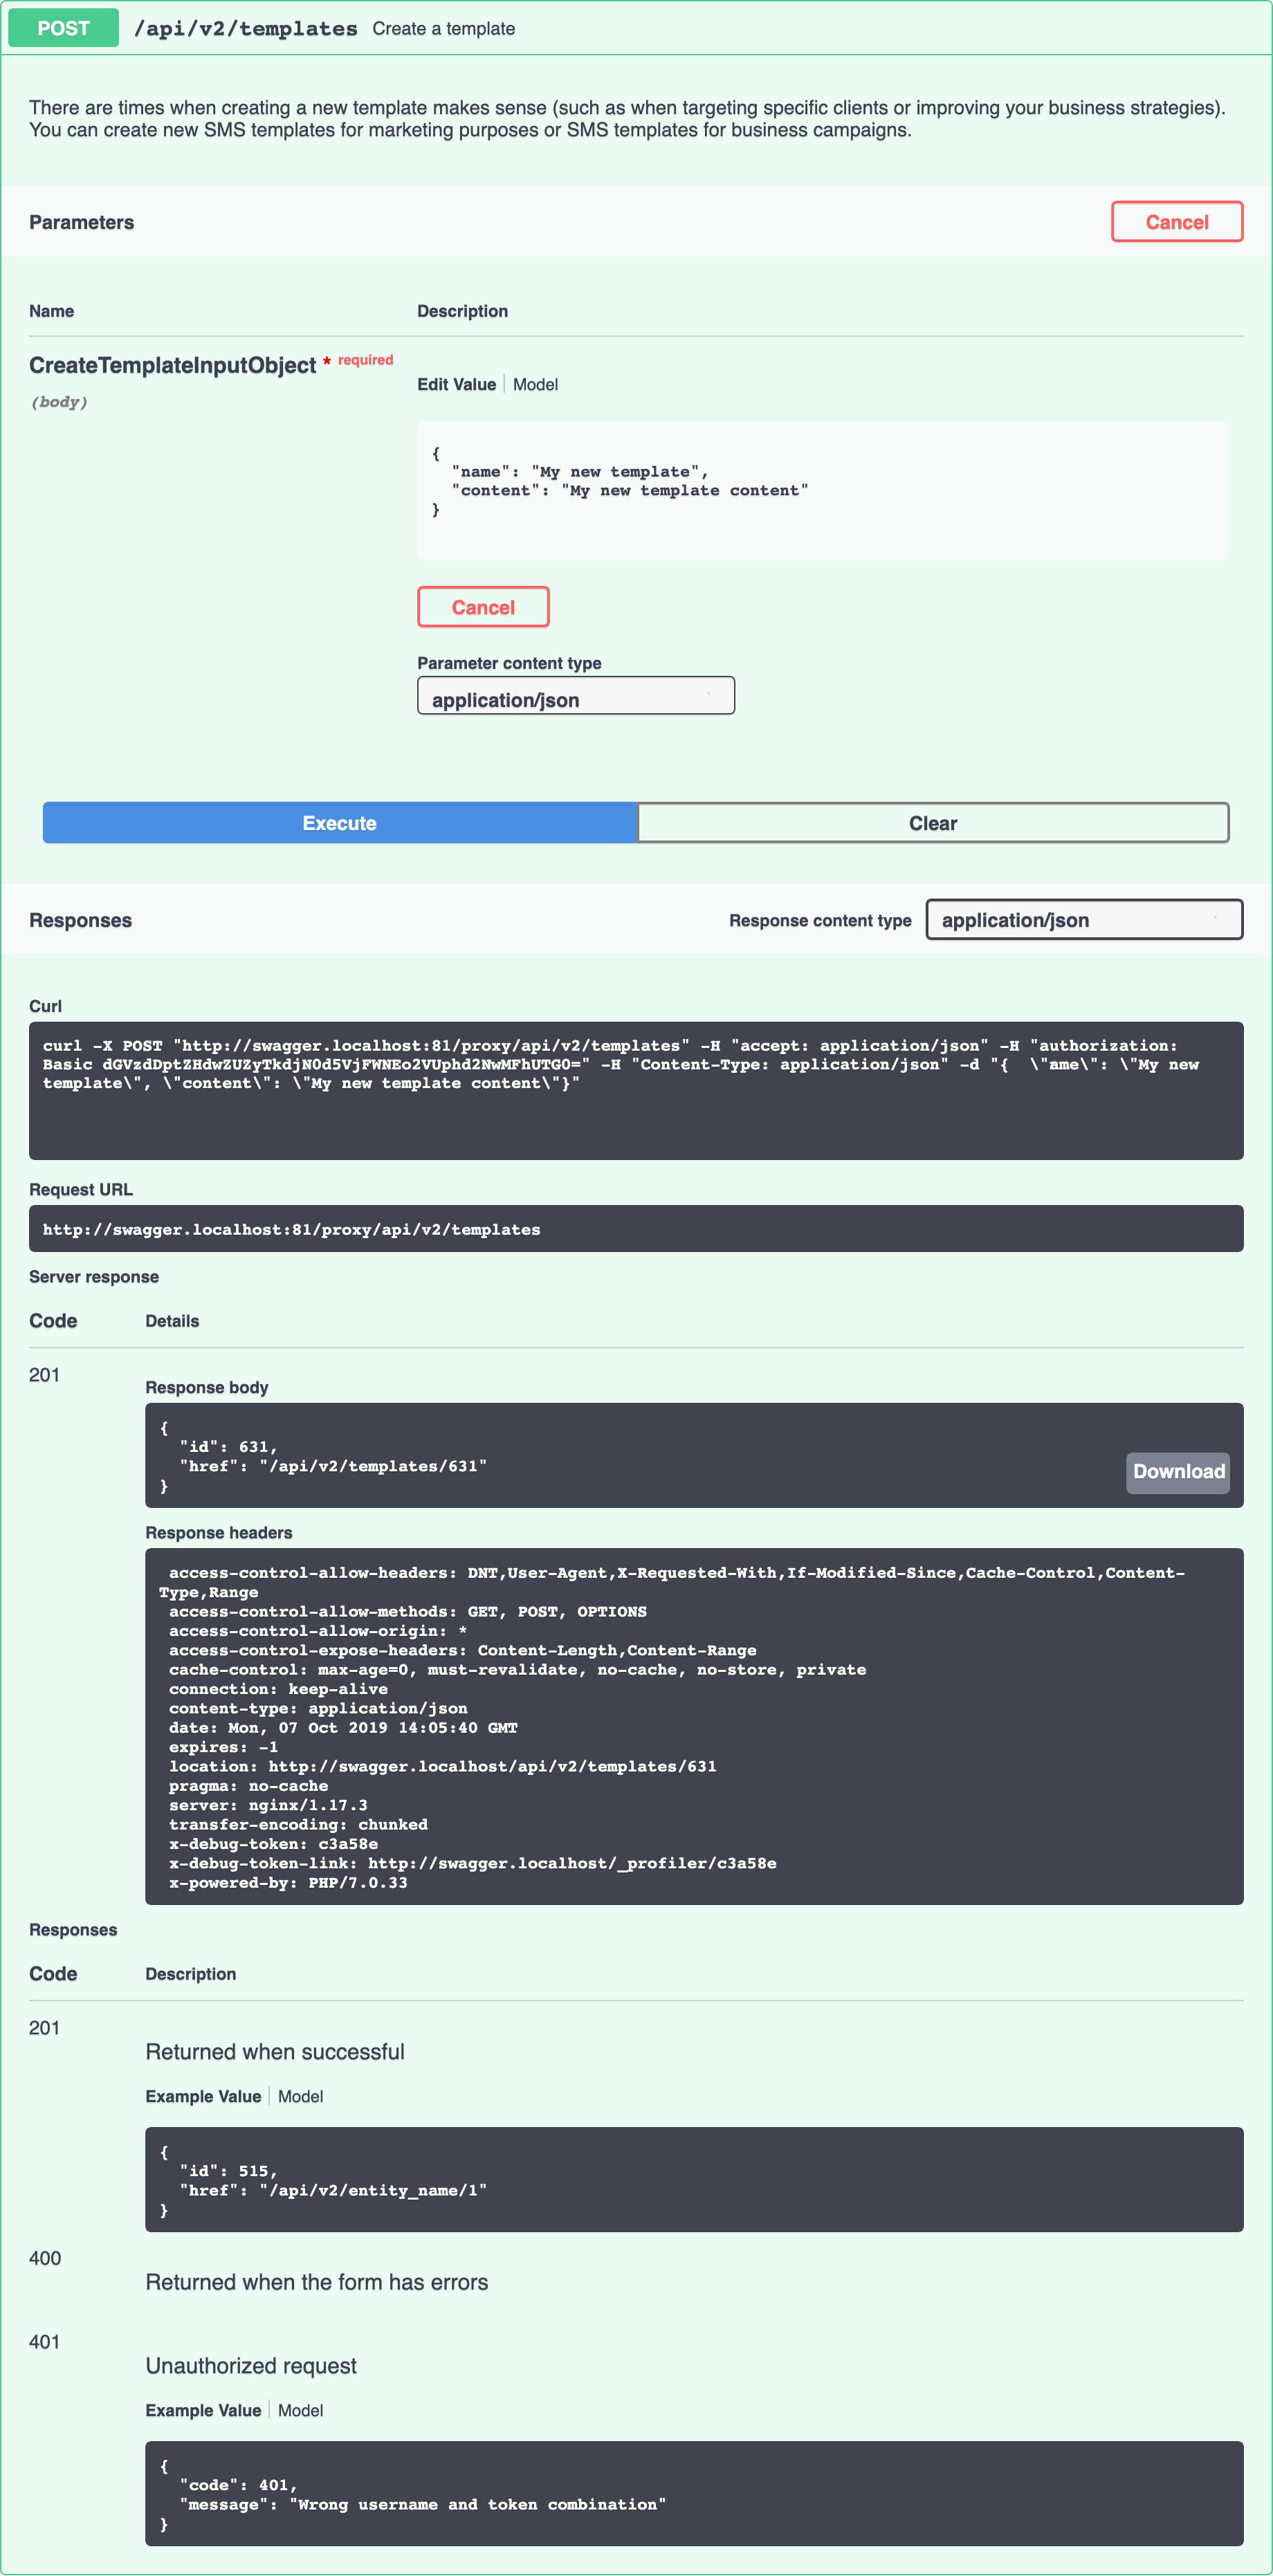 POST /api/v2/templates Create a template
There are times when creating a new template makes sense (such as when targeting specific clients or improving your business strategies).
You can create new SMS templates for marketing purposes or SMS templates for business campaigns.
Parameters Cancel
Name Description
CreateTemplateInputObject * required
(body)
Edit Value Model
{
"name": "My new template",
"content": "My new template content"
}
Cancel
Parameter content type
application/json
Execute Clear
Responses Response content type application/json
Curl
curl -X POST "http://swagger.localhost:81/proxy/api/v2/templates" -H "accept: application/json" -H "authorization:
Basic dGVzdDptZHdwZUZyTkdjN0d5VjFWNEo2VUphd2NwMFhUTG0=" -H "Content-Type: application/json" -d "{  \"ame\": \"My new
template\", \"content\": \"My new template content\"}"
Request URL
http://swagger.localhost:81/proxy/api/v2/templates
Server response
Code Details
201
Response body
{
"id": 631,
"href": "/api/v2/templates/631"
}
Download
Response headers
access-control-allow-headers: DNT,User-Agent,X-Requested-With,If-Modified-Since,Cache-Control,Content-
Type,Range
access-control-allow-methods: GET, POST, OPTIONS
access-control-allow-origin: *
access-control-expose-headers: Content-Length,Content-Range
cache-control: max-age=0, must-revalidate, no-cache, no-store, private
connection: keep-alive
content-type: application/json
date: Mon, 07 Oct 2019 14:05:40 GMT
expires: -1
location: http://swagger.localhost/api/v2/templates/631
pragma: no-cache
server: nginx/1.17.3
transfer-encoding: chunked
x-debug-token: c3a58e
x-debug-token-link: http://swagger.localhost/_profiler/c3a58e
x-powered-by: PHP/7.0.33
Responses
Code Description
201
Returned when successful
Example Value Model
{
"id": 515,
"href": "/api/v2/entity_name/1"
}
400
Returned when the form has errors
401
Unauthorized request
Example Value Model
{
"code": 401,
"message": "Wrong username and token combination"
}